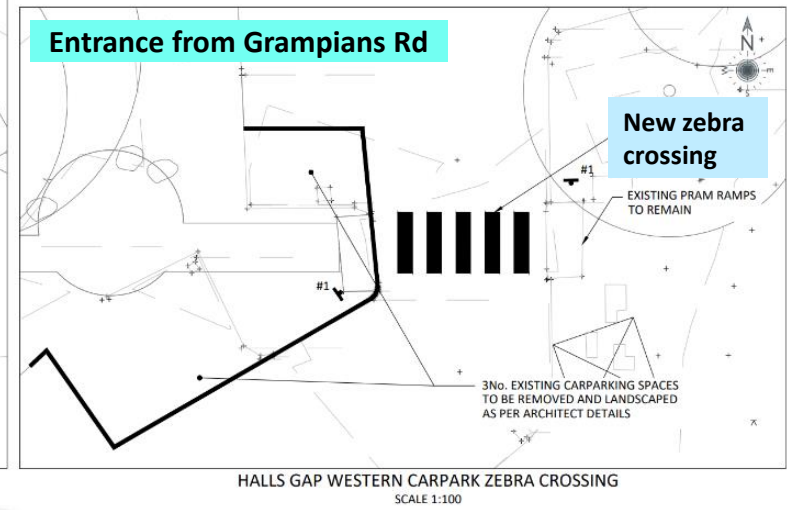 Entrance from Grampians Rd
N
New zebra
crossing
#1
EXISTING PRAM RAMPS
TO REMAIN
#1
3No. EXISTING CARPARKING SPACES
TO BE REMOVED AND LANDSCAPED
AS PER ARCHITECT DETAILS
HALLS GAP WESTERN CARPARK ZEBRA CROSSING
SCALE 1:100